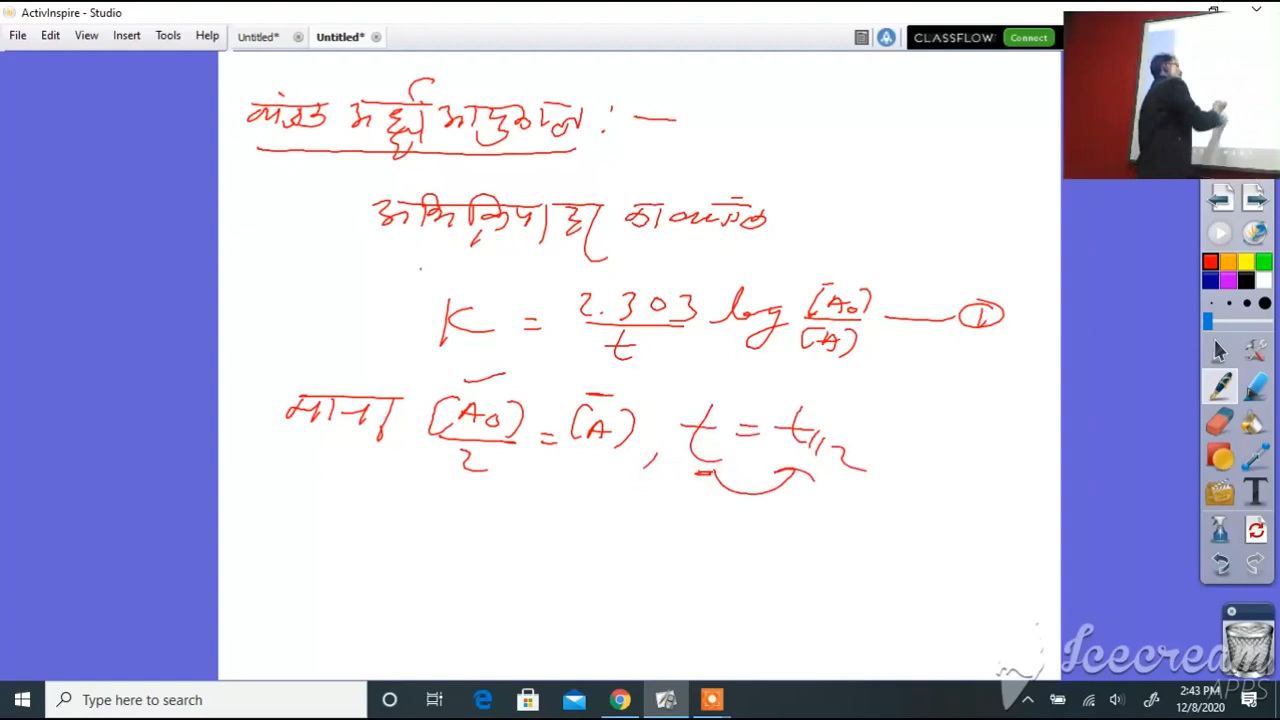 ActivInspire - Studio
File Edit View Insert Tools Help Untitled* Untitled* CLASSFLOW Connect
अर्द्ध आयुकाल :—
अभिक्रिया का
K = 2.303/t log [A₀]/[A] —— ①
माना [A₀]/2 = [A], t = t₁/₂
Icecream
APPS
Type here to search
2:43 PM
12/8/2020